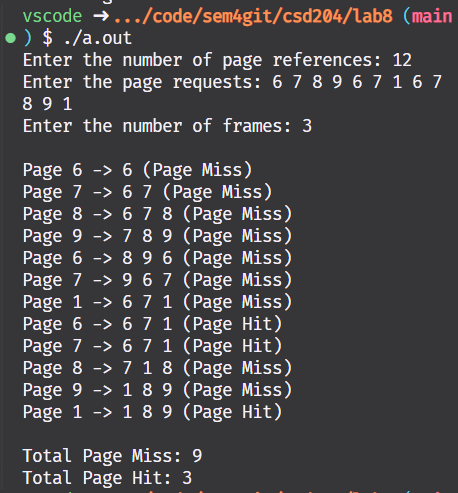 vscode ➜.../code/sem4git/csd204/lab8 (main
) $ ./a.out
Enter the number of page references: 12
Enter the page requests: 6 7 8 9 6 7 1 6 7
8 9 1
Enter the number of frames: 3
Page 6 -> 6 (Page Miss)
Page 7 -> 6 7 (Page Miss)
Page 8 -> 6 7 8 (Page Miss)
Page 9 -> 7 8 9 (Page Miss)
Page 6 -> 8 9 6 (Page Miss)
Page 7 -> 9 6 7 (Page Miss)
Page 1 -> 6 7 1 (Page Miss)
Page 6 -> 6 7 1 (Page Hit)
Page 7 -> 6 7 1 (Page Hit)
Page 8 -> 7 1 8 (Page Miss)
Page 9 -> 1 8 9 (Page Miss)
Page 1 -> 1 8 9 (Page Hit)
Total Page Miss: 9
Total Page Hit: 3